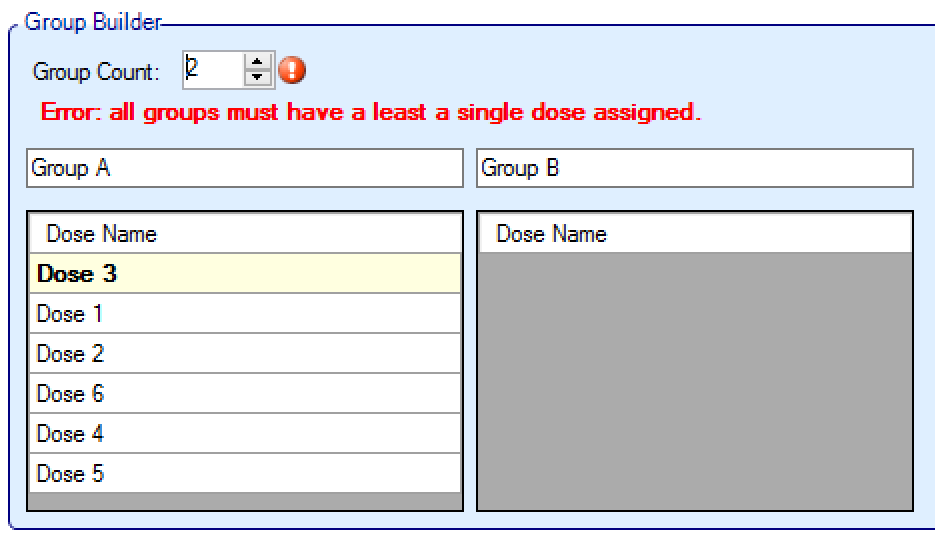 Group Builder
Group Count: 2
Error: all groups must have a least a single dose assigned.
Group A
Group B
Dose Name
Dose 3
Dose 1
Dose 2
Dose 6
Dose 4
Dose 5
Dose Name